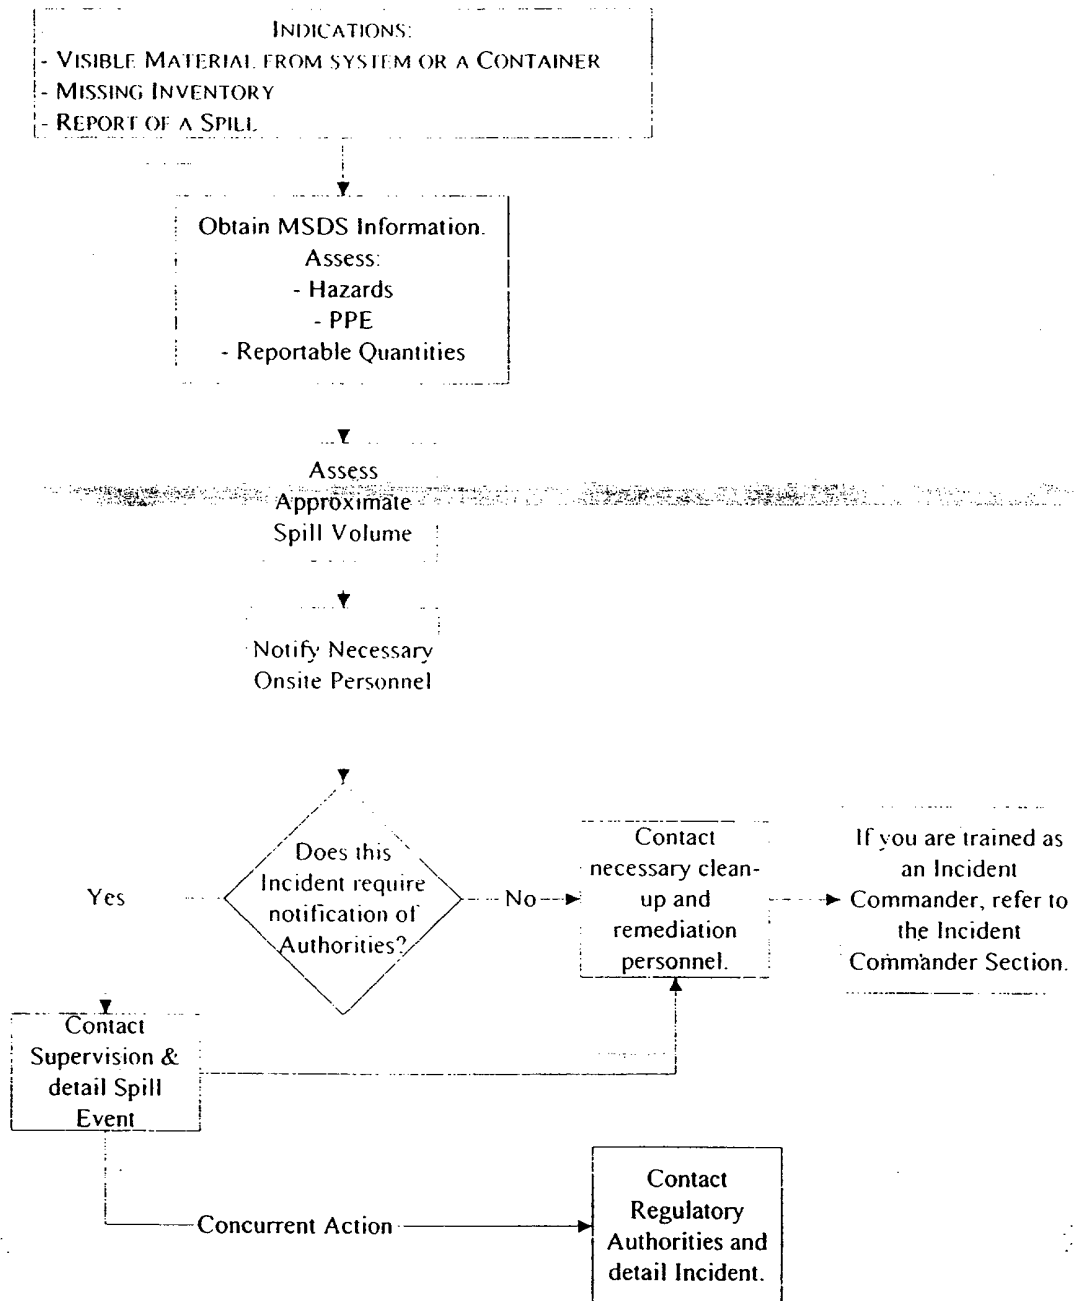 INDICATIONS:
- VISIBLE MATERIAL FROM SYSTEM OR A CONTAINER
- MISSING INVENTORY
- REPORT OF A SPILL
Obtain MSDS Information.
Assess:
- Hazards
- PPE
- Reportable Quantities
Assess
Approximate
Spill Volume
Notify Necessary
Onsite Personnel
Does this
Incident require
notification of
Authorities?
Yes
No
Contact
necessary clean-
up and
remediation
personnel.
If you are trained as
an Incident
Commander, refer to
the Incident
Commander Section.
Contact
Supervision &
detail Spill
Event
Concurrent Action
Contact
Regulatory
Authorities and
detail Incident.